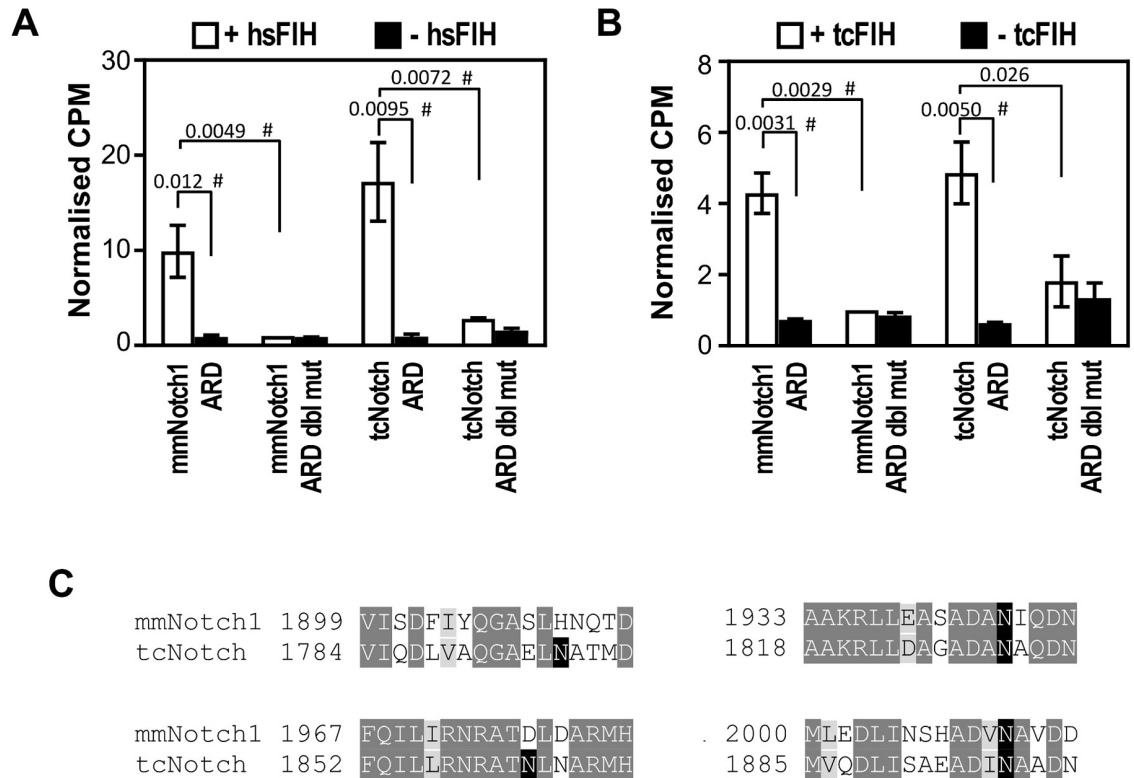 A
+ hsFIH - hsFIH
Normalised CPM
30
20
10
0
0.0072 #
0.0095 #
0.0049 #
0.012 #
mmNotch1
ARD
mmNotch1
ARD dbl mut
tcNotch
ARD
tcNotch
ARD dbl mut
B
+ tcFIH - tcFIH
Normalised CPM
8
6
4
2
0
0.026
0.0029 #
0.0031 #
0.0050 #
mmNotch1
ARD
mmNotch1
ARD dbl mut
tcNotch
ARD
tcNotch
ARD dbl mut
C
mmNotch1 1899 VISDFIYQGASLHNQTD
tcNotch 1784 VIQDLVAQGAELNATMD
1933 AAKRLLEASADANIQDN
1818 AAKRLLDAGADANAQDN
mmNotch1 1967 FQILIRNRATDLDARMH
tcNotch 1852 FQILLRNRATNLNARMH
. 2000 MLEDLINSHADVNAVDD
1885 MVQDLISAEADINAADN